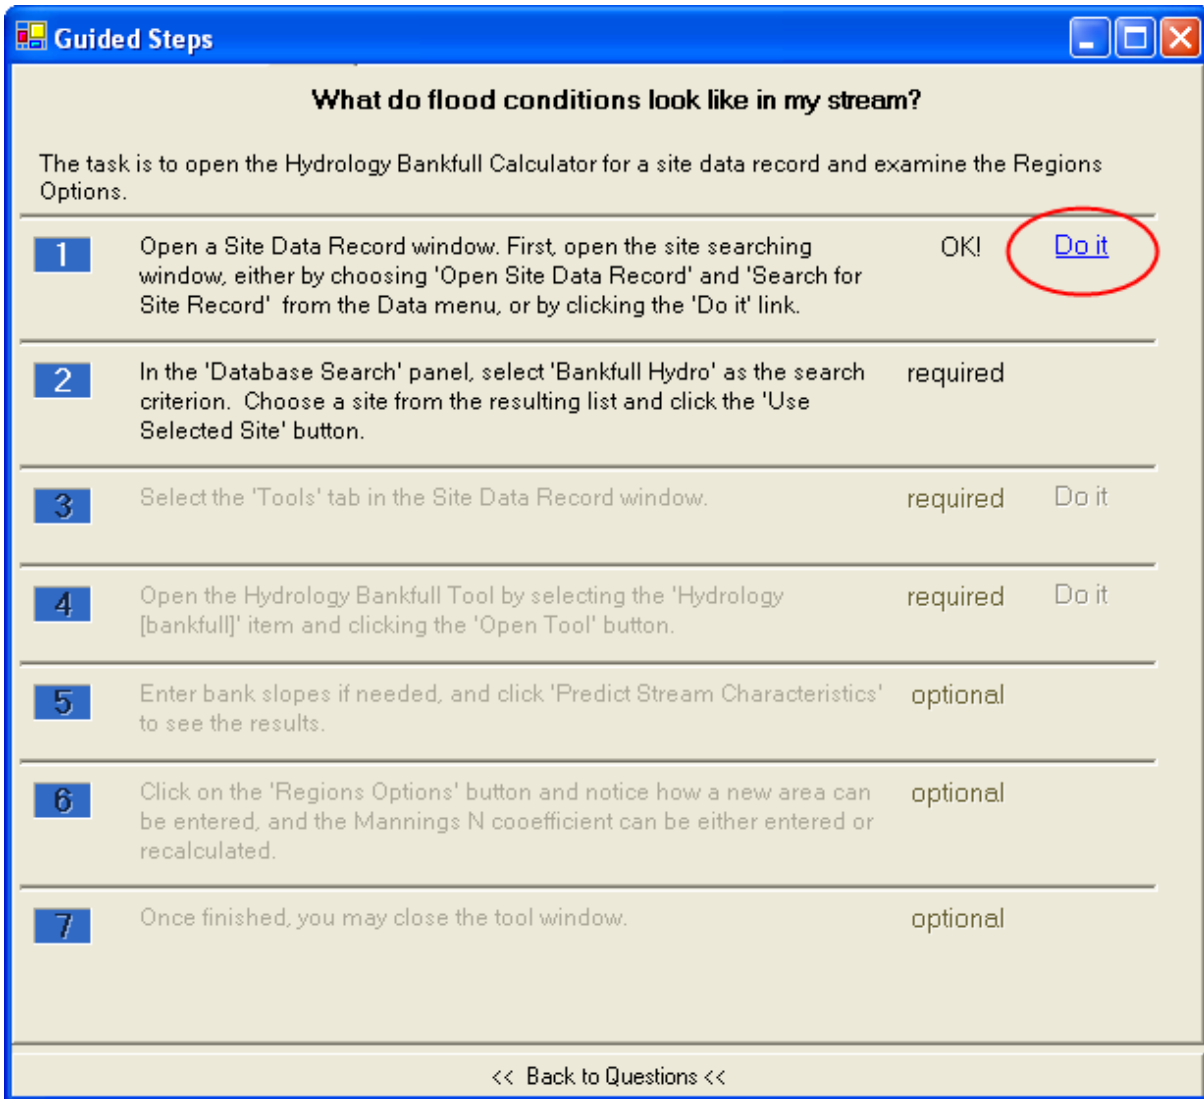 Guided Steps
What do flood conditions look like in my stream?
The task is to open the Hydrology Bankfull Calculator for a site data record and examine the Regions
Options.
1 Open a Site Data Record window. First, open the site searching OK! Do it
window, either by choosing 'Open Site Data Record' and 'Search for
Site Record' from the Data menu, or by clicking the 'Do it' link.
2 In the 'Database Search' panel, select 'Bankfull Hydro' as the search required
criterion. Choose a site from the resulting list and click the 'Use
Selected Site' button.
3 Select the 'Tools' tab in the Site Data Record window. required Do it
4 Open the Hydrology Bankfull Tool by selecting the 'Hydrology required Do it
[bankfull]' item and clicking the 'Open Tool' button.
5 Enter bank slopes if needed, and click 'Predict Stream Characteristics' optional
to see the results.
6 Click on the 'Regions Options' button and notice how a new area can optional
be entered, and the Mannings N cooefficient can be either entered or
recalculated.
7 Once finished, you may close the tool window. optional
<< Back to Questions <<